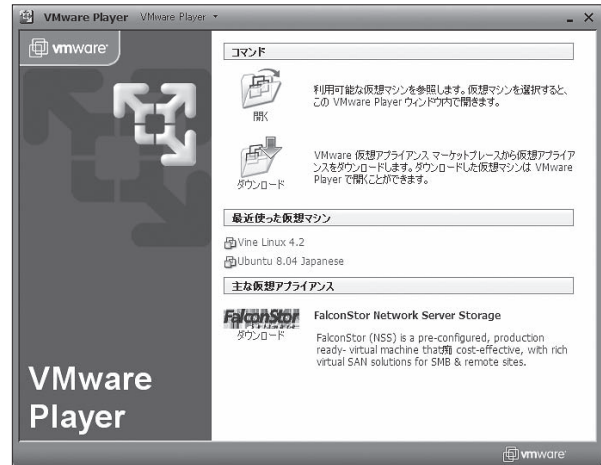 VMware Player VMware Player
vmware
コマンド
開く
利用可能な仮想マシンを参照します。仮想マシンを選択すると、
この VMware Player ウィンドウ内で開きます。
ダウンロード
VMware 仮想アプライアンス マーケットプレースから仮想アプライア
ンスをダウンロードします。ダウンロードした仮想マシンは VMware
Player で開くことができます。
最近使った仮想マシン
Vine Linux 4.2
Ubuntu 8.04 Japanese
主な仮想アプライアンス
FalconStor
ダウンロード
FalconStor Network Server Storage
FalconStor (NSS) is a pre-configured, production
ready- virtual machine that痴 cost-effective, with rich
virtual SAN solutions for SMB & remote sites.
VMware
Player
vmware